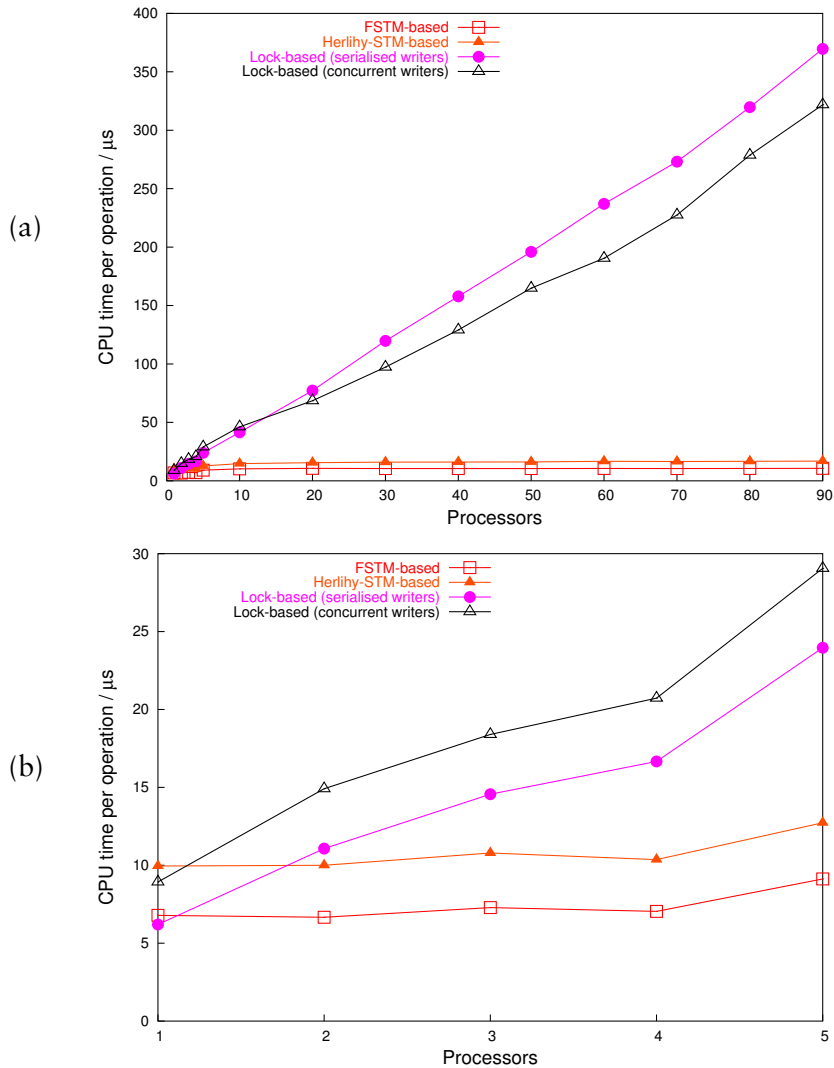 FSTM-based
Herlihy-STM-based
Lock-based (serialised writers)
Lock-based (concurrent writers)
400
350
300
250
200
150
100
50
0
CPU time per operation / µs
(a)
0 10 20 30 40 50 60 70 80 90
Processors
FSTM-based
Herlihy-STM-based
Lock-based (serialised writers)
Lock-based (concurrent writers)
30
25
20
15
10
5
0
CPU time per operation / µs
(b)
1 2 3 4 5
Processors